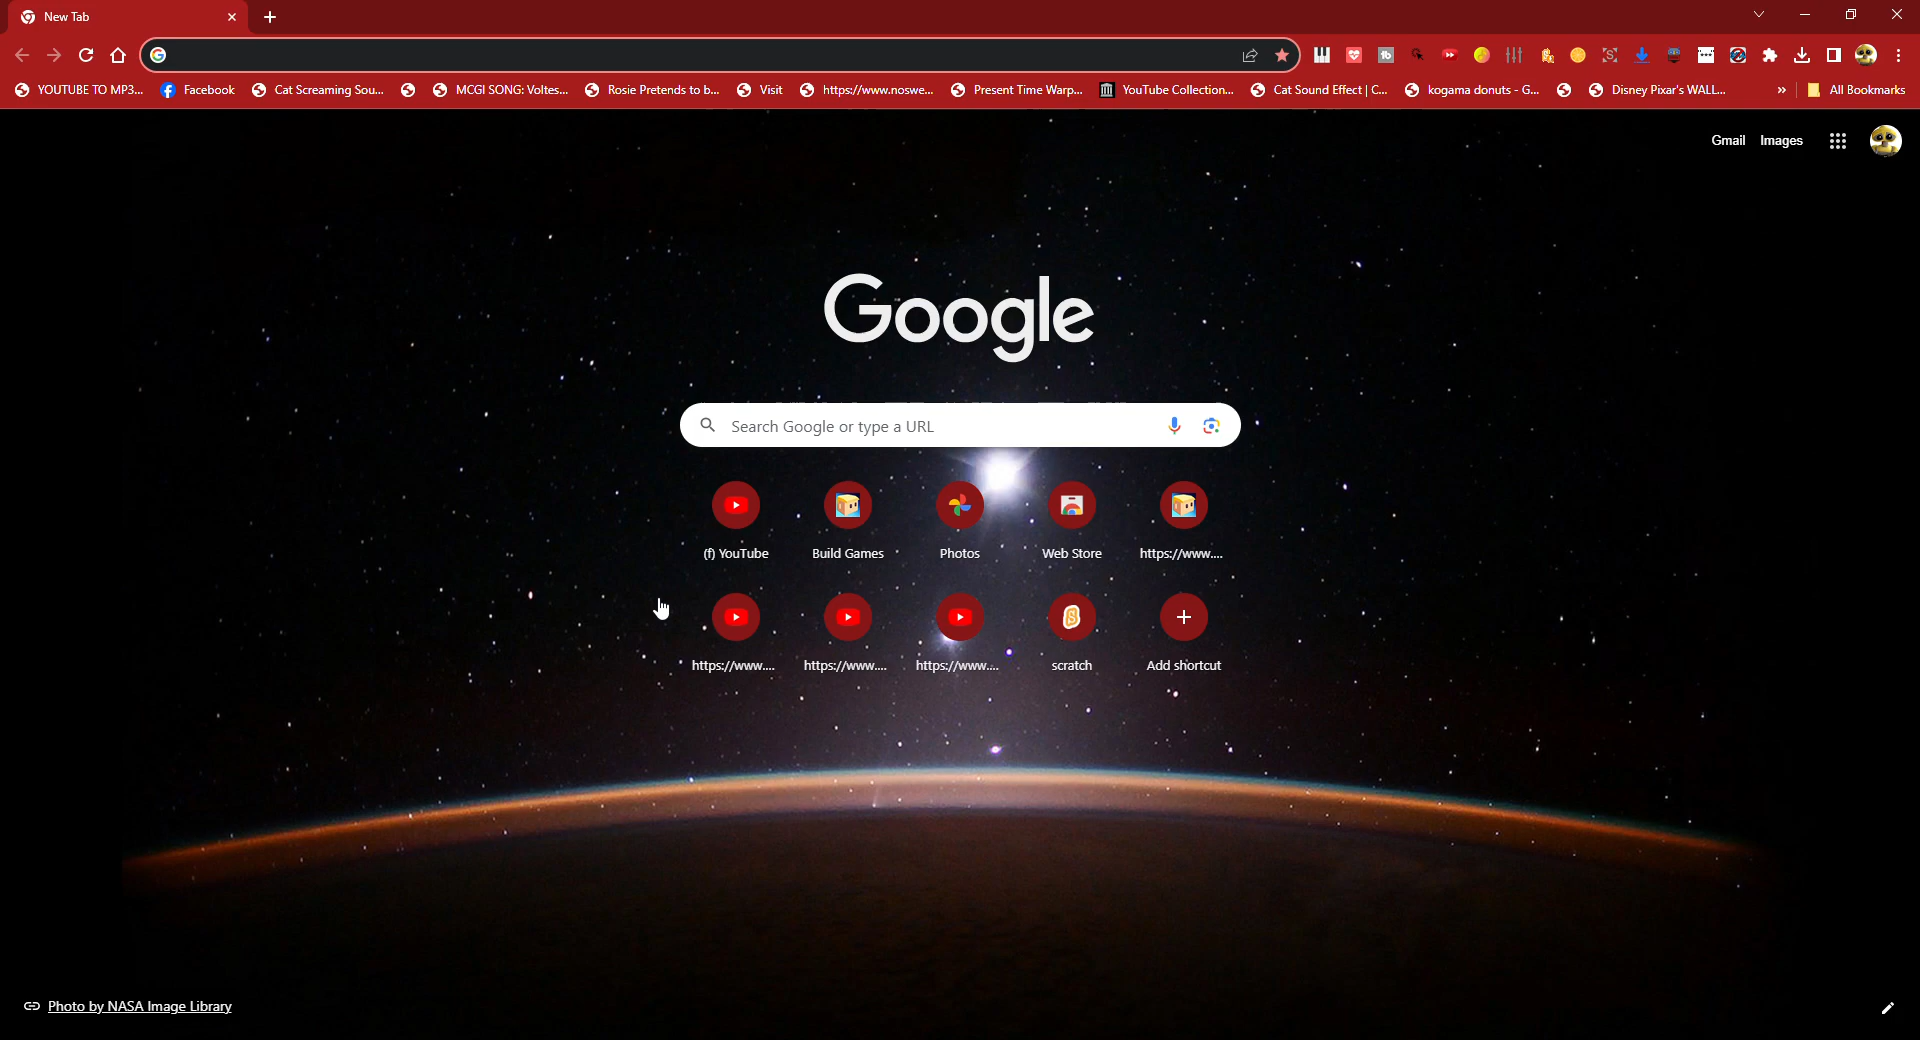 New Tab
YOUTUBE TO MP3... Facebook Cat Screaming Sou... MCGI SONG: Voltes... Rosie Pretends to b... Visit https://www.noswe... Present Time Warp... YouTube Collection... Cat Sound Effect | C... kogama donuts - G... Disney Pixar's WALL... » All Bookmarks
Gmail Images
Google
Search Google or type a URL
(f) YouTube Build Games Photos Web Store https://www....
https://www.... https://www.... https://www.... scratch Add shortcut
Photo by NASA Image Library